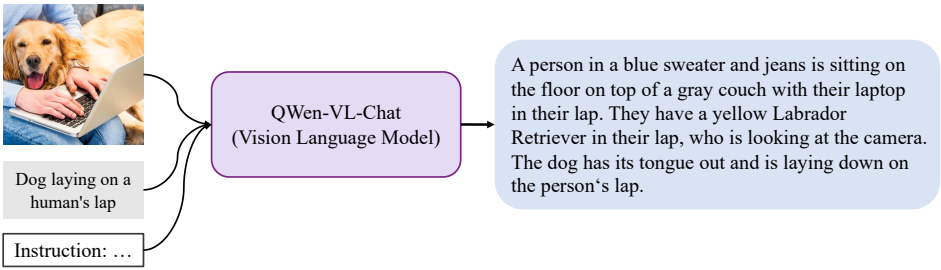 Dog laying on a
human's lap
Instruction: …
QWen-VL-Chat
(Vision Language Model)
A person in a blue sweater and jeans is sitting on
the floor on top of a gray couch with their laptop
in their lap. They have a yellow Labrador
Retriever in their lap, who is looking at the camera.
The dog has its tongue out and is laying down on
the person‘s lap.